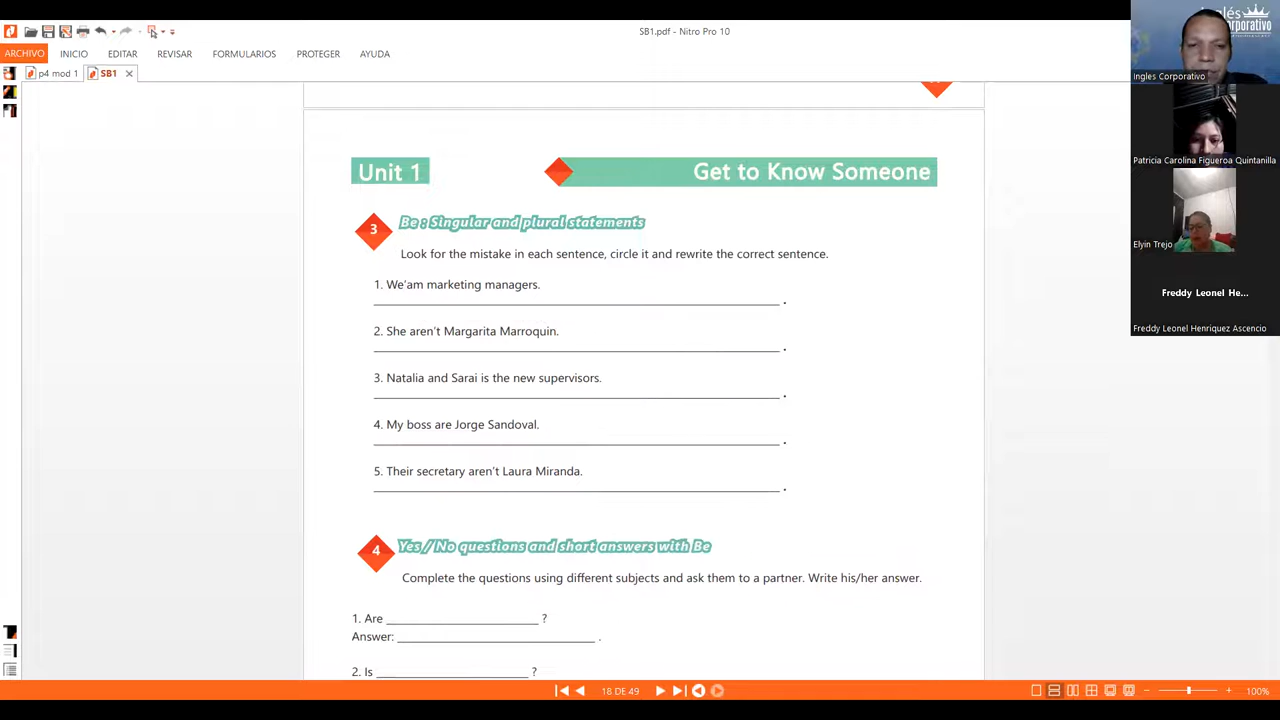 SB1.pdf - Nitro Pro 10
ARCHIVO INICIO EDITAR REVISAR FORMULARIOS PROTEGER AYUDA
p4 mod 1 SB1
Unit 1
Get to Know Someone
3 Be : Singular and plural statements
Look for the mistake in each sentence, circle it and rewrite the correct sentence.
1. We'am marketing managers.
.
2. She aren't Margarita Marroquin.
.
3. Natalia and Sarai is the new supervisors.
.
4. My boss are Jorge Sandoval.
.
5. Their secretary aren't Laura Miranda.
.
4 Yes / No questions and short answers with Be
Complete the questions using different subjects and ask them to a partner. Write his/her answer.
1. Are ______________________ ?
Answer: ____________________________ .
2. Is ______________________ ?
18 DE 49
100%
inglés
corporativo
Ingles Corporativo
Patricia Carolina Figueroa Quintanilla
Elyin Trejo
Freddy Leonel He...
Freddy Leonel Henriquez Ascencio